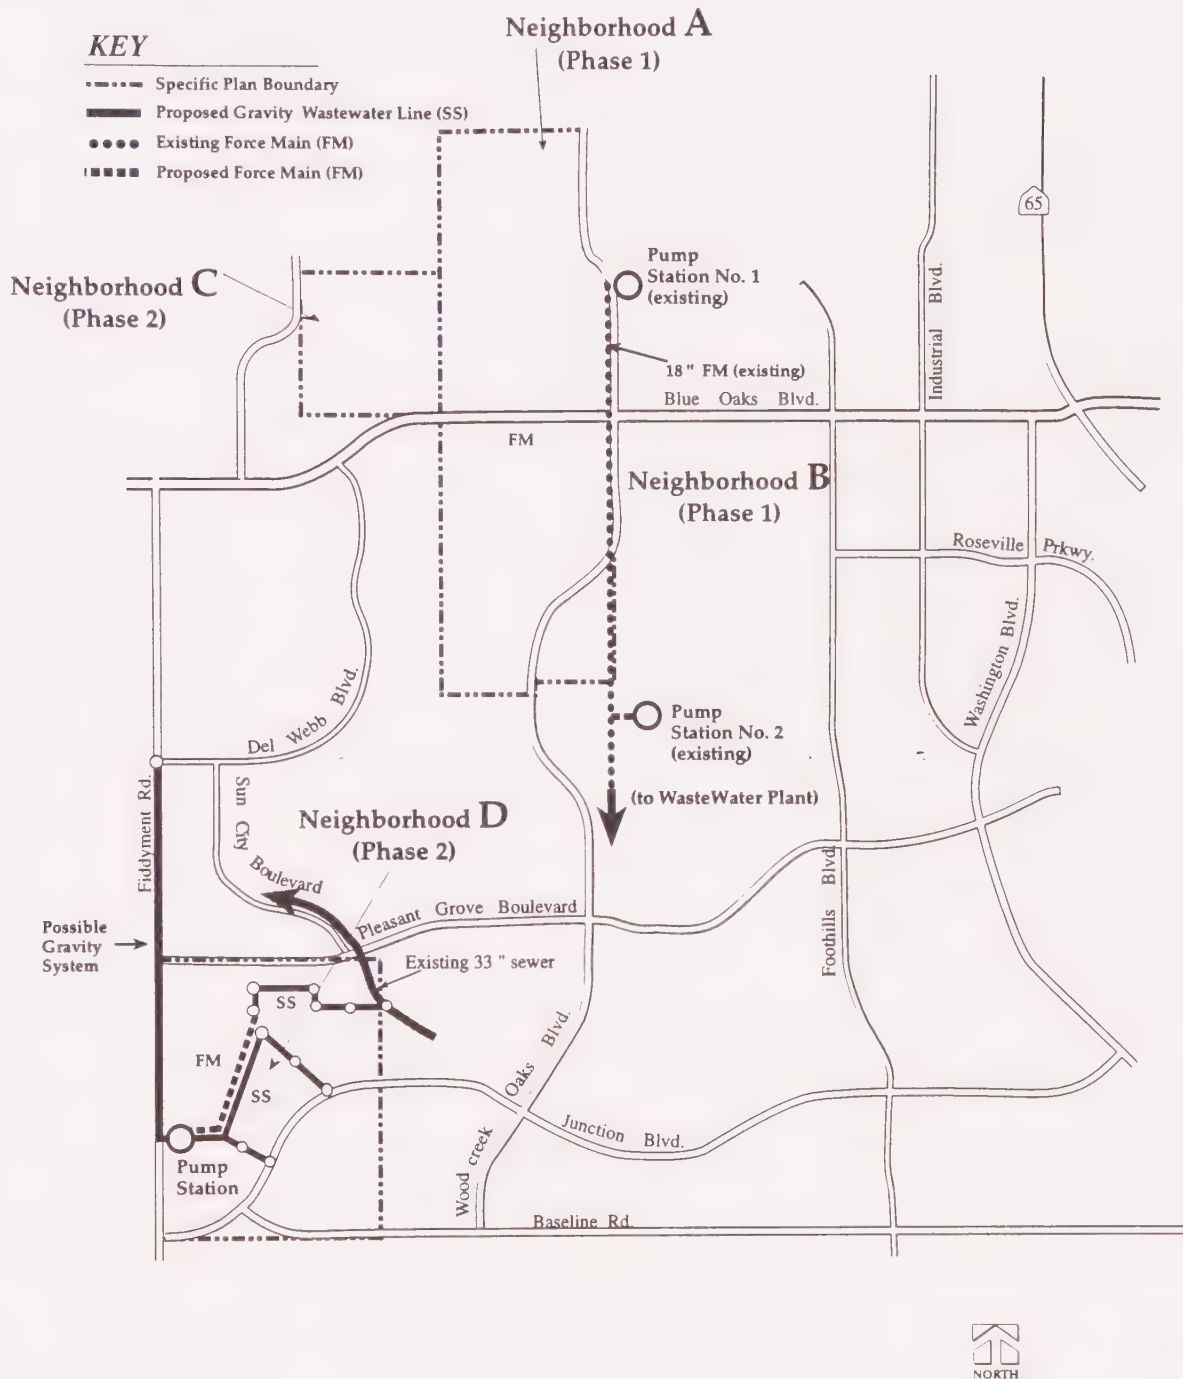 KEY
Specific Plan Boundary
Proposed Gravity Wastewater Line (SS)
Existing Force Main (FM)
Proposed Force Main (FM)
Neighborhood A
(Phase 1)
65
Neighborhood C
(Phase 2)
Pump
Station No. 1
(existing)
Industrial Blvd.
18" FM (existing)
Blue Oaks Blvd.
FM
Neighborhood B
(Phase 1)
Roseville Prkwy.
Washington Blvd.
Del Webb Blvd.
Pump
Station No. 2
(existing)
(to WasteWater Plant)
Fiddyment Rd.
Sun City Boulevard
Neighborhood D
(Phase 2)
Pleasant Grove Boulevard
Foothills Blvd.
Possible
Gravity
System
Existing 33" sewer
SS
FM
SS
Wood creek Oaks Blvd.
Junction Blvd.
Pump
Station
Baseline Rd.
NORTH